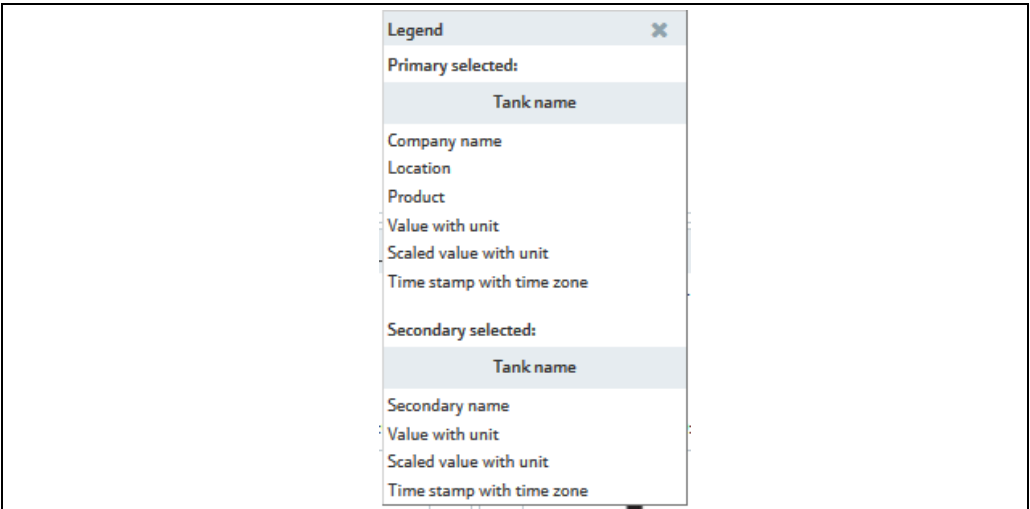 Legend
Primary selected:
Tank name
Company name
Location
Product
Value with unit
Scaled value with unit
Time stamp with time zone
Secondary selected:
Tank name
Secondary name
Value with unit
Scaled value with unit
Time stamp with time zone